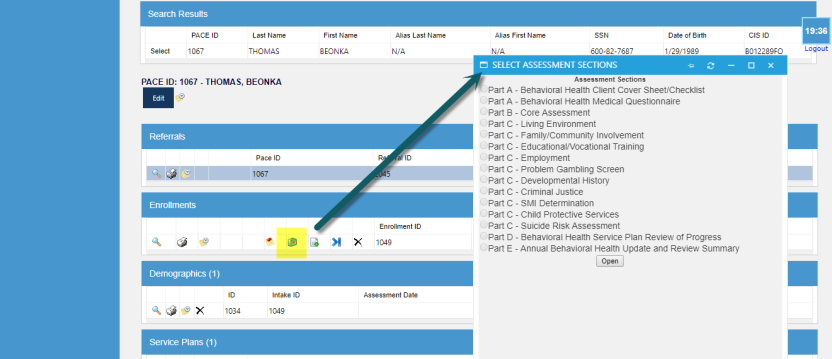 Search Results
PACE ID Last Name First Name Alias Last Name Alias First Name SSN Date of Birth CIS ID
Select 1067 THOMAS BEONKA N/A N/A 600-82-7687 1/29/1989 B012289FO
19:36
Logout
PACE ID: 1067 - THOMAS, BEONKA
Edit
Referrals
Pace ID Referral ID
1067 1045
Enrollments
Enrollment ID
1049
Demographics (1)
ID Intake ID Assessment Date
1034 1049
Service Plans (1)
SELECT ASSESSMENT SECTIONS
Assessment Sections
Part A - Behavioral Health Client Cover Sheet/Checklist
Part A - Behavioral Health Medical Questionnaire
Part B - Core Assessment
Part C - Living Environment
Part C - Family/Community Involvement
Part C - Educational/Vocational Training
Part C - Employment
Part C - Problem Gambling Screen
Part C - Developmental History
Part C - Criminal Justice
Part C - SMI Determination
Part C - Child Protective Services
Part C - Suicide Risk Assessment
Part D - Behavioral Health Service Plan Review of Progress
Part E - Annual Behavioral Health Update and Review Summary
Open